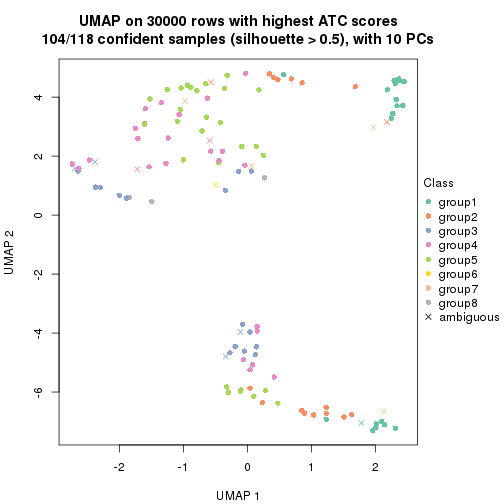 UMAP on 30000 rows with highest ATC scores
104/118 confident samples (silhouette > 0.5), with 10 PCs
4
2
0
-2
-4
-6
UMAP 2
-2
-1
0
1
2
UMAP 1
Class
group1
group2
group3
group4
group5
group6
group7
group8
ambiguous